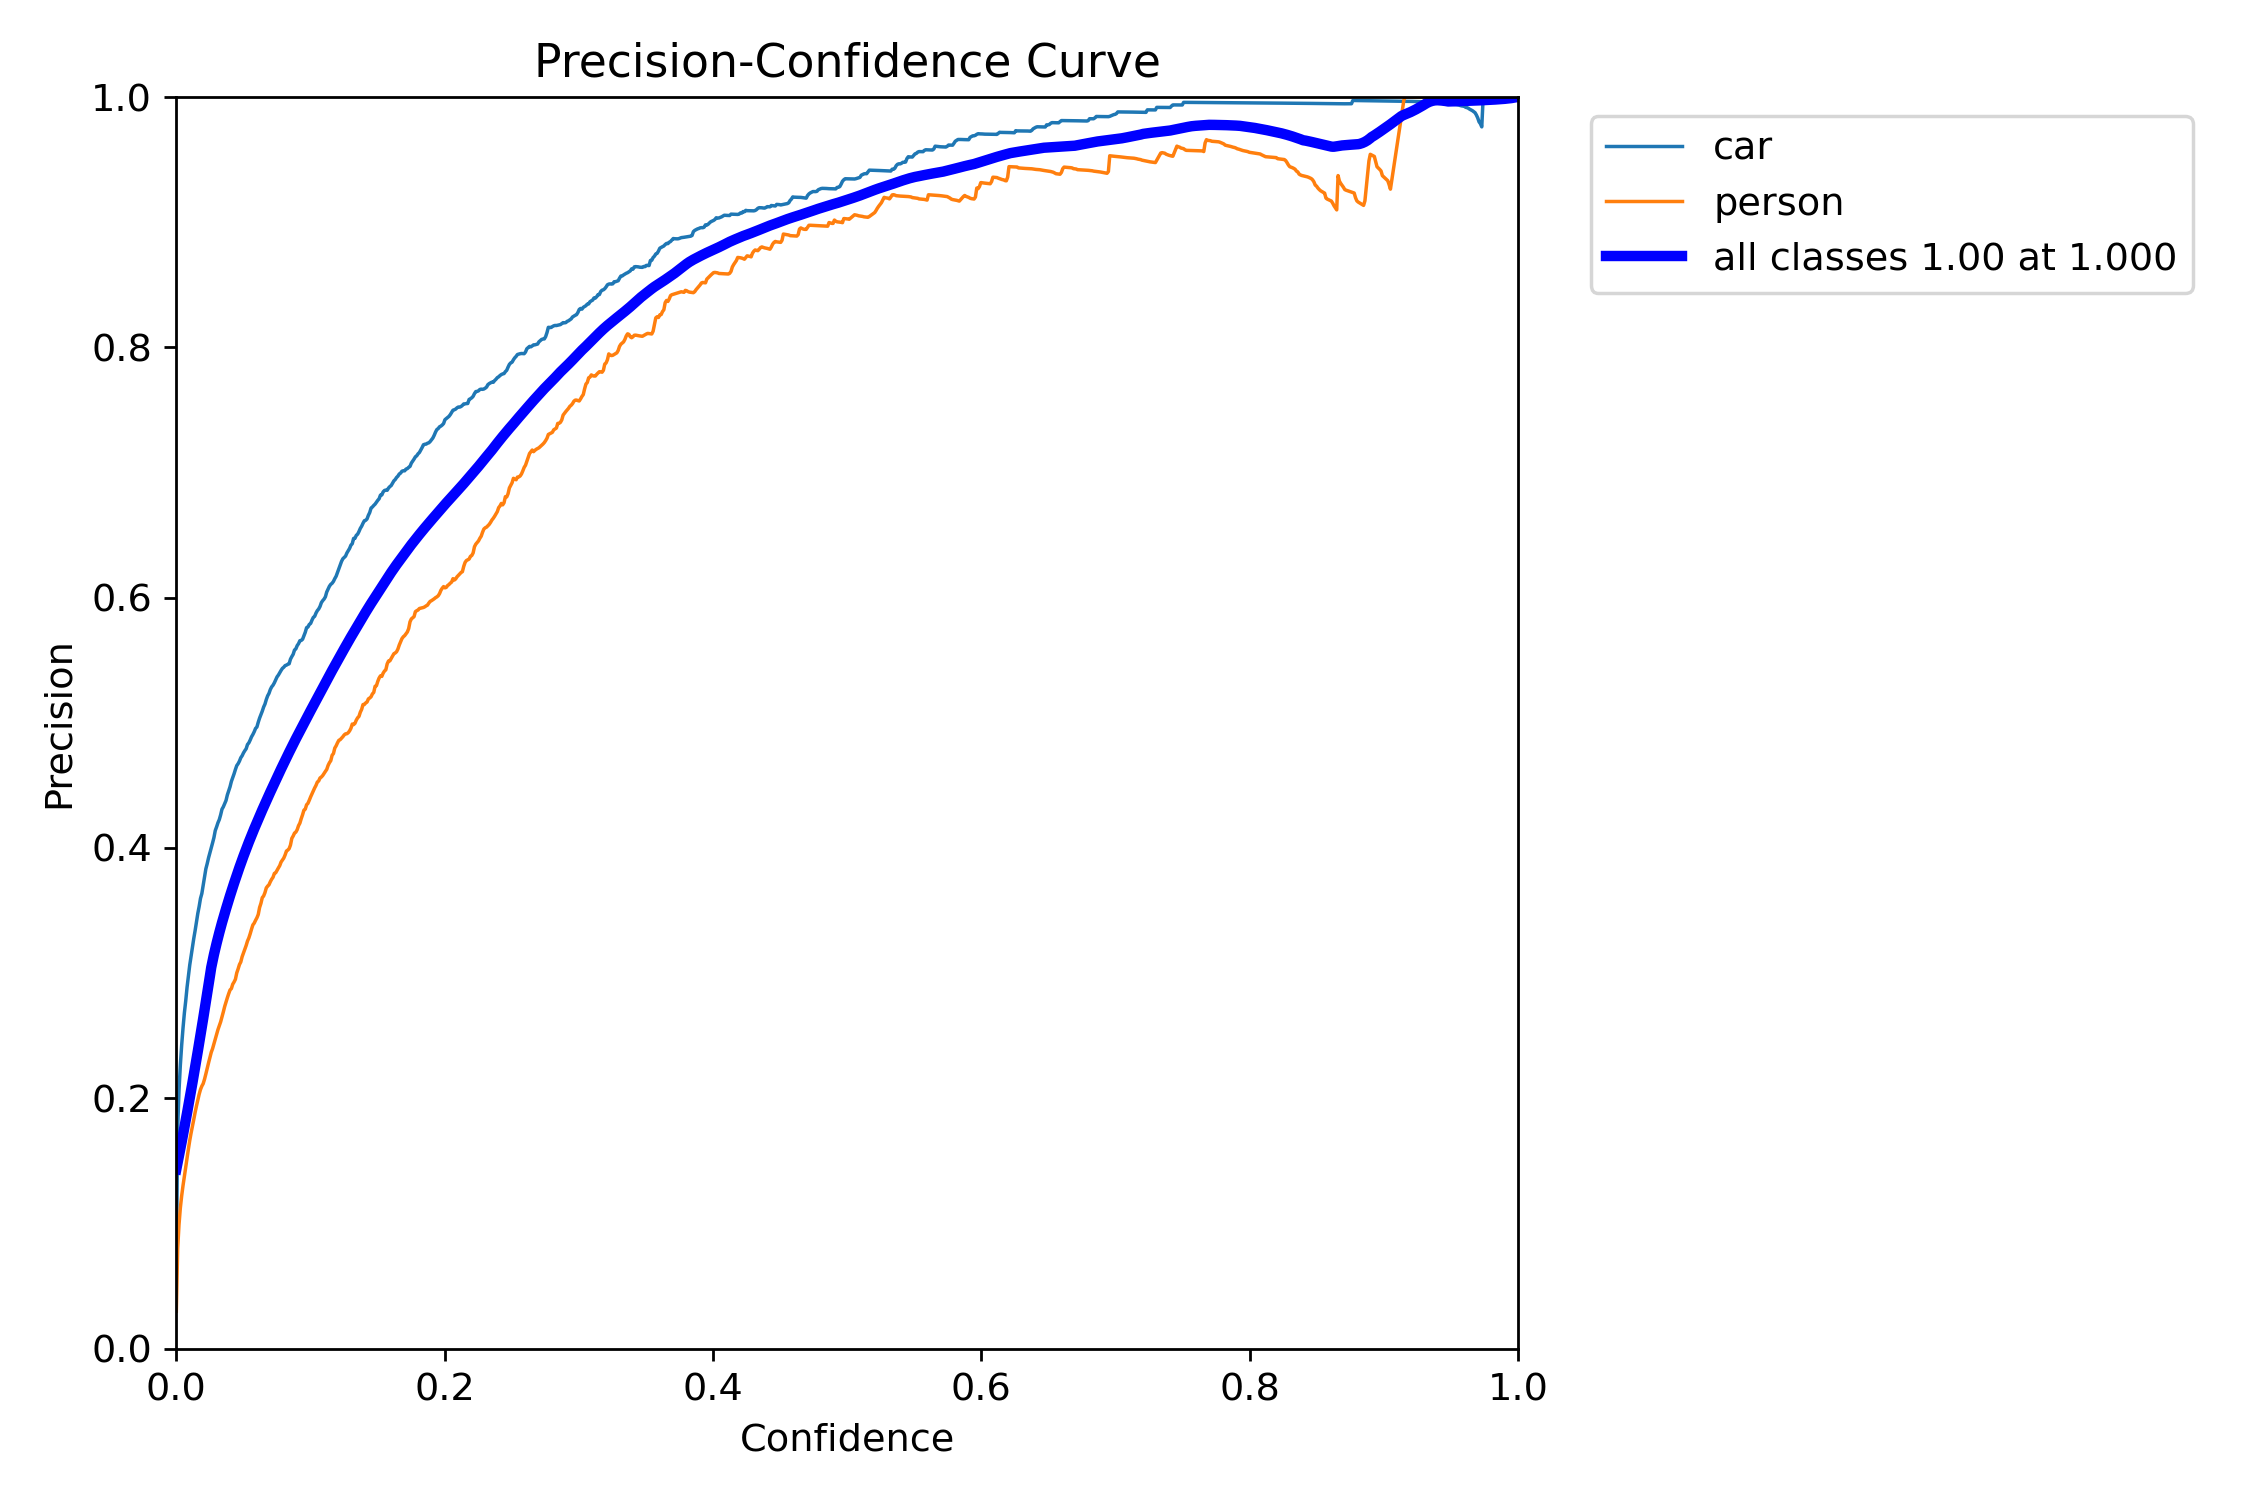 Precision-Confidence Curve
1.0
0.8
0.6
0.4
0.2
0.0
Precision
0.0 0.2 0.4 0.6 0.8 1.0
Confidence
car
person
all classes 1.00 at 1.000